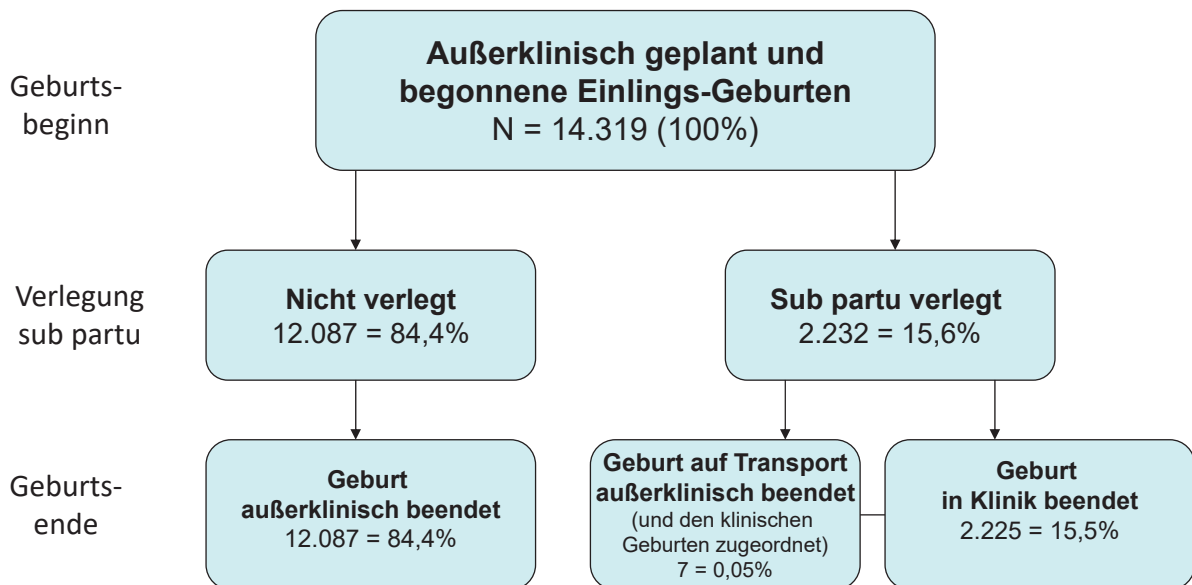 Außerklinisch geplant und
begonnene Einlings-Geburten
N = 14.319 (100%)
Geburts-
beginn
Verlegung
sub partu
Nicht verlegt
12.087 = 84,4%
Sub partu verlegt
2.232 = 15,6%
Geburts-
ende
Geburt
außerklinisch beendet
12.087 = 84,4%
Geburt auf Transport
außerklinisch beendet
(und den klinischen
Geburten zugeordnet)
7 = 0,05%
Geburt
in Klinik beendet
2.225 = 15,5%